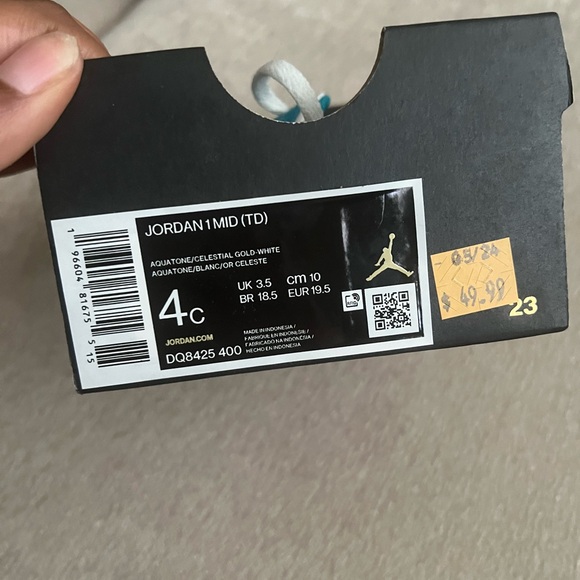 JORDAN 1 MID (TD)
AQUATONE/CELESTIAL GOLD-WHITE
AQUATONE/BLANC/OR CELESTE
4C
UK 3.5
cm 10
BR 18.5
EUR 19.5
JORDAN.COM
DQ8425 400
MADE IN INDONESIA /
FABRIQUE EN INDONESIE /
FABRICADO NA INDONÉSIA /
HECHO EN INDONESIA
1 96604 81675 5 15
05/24
$ 49.99
23